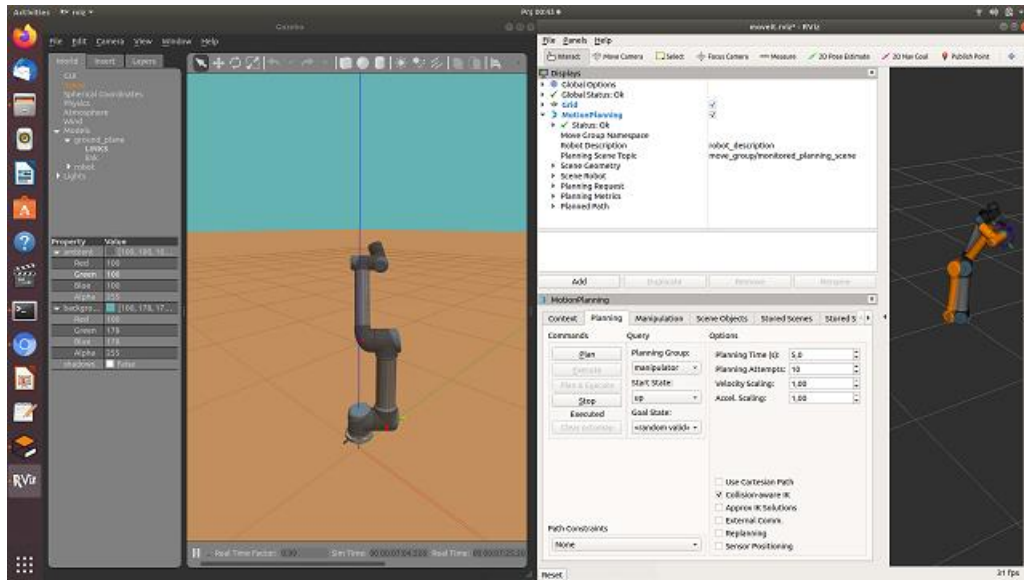 Activities
RViz
00:43
Gazebo
File Edit Camera View Window Help
World Insert Layers
GUI
Spherical Coordinates
Physics
Atmosphere
Wind
Models
ground_plane
LINKS
link
robot
Lights
Property Value
ambient
Red 100
Green 100
Blue 100
Alpha 255
backgro... [100, 178, 17...
Red 100
Green 178
Blue 178
Alpha 255
shadows False
Real Time Factor:
Sim Time:
Real Time:
moveit.rviz* - RViz
File Panels Help
Interact Move Camera Select Focus Camera Measure 2D Pose Estimate 2D Nav Goal Publish Point
Displays
Global Options
Global Status: Ok
Grid
MotionPlanning
Status: Ok
Move Group Namespace
Robot Description robot_description
Planning Scene Topic move_group/monitored_planning_scene
Scene Geometry
Scene Robot
Planning Request
Planning Metrics
Planned Path
Add Duplicate Remove Rename
MotionPlanning
Context Planning Manipulation Scene Objects Stored Scenes Stored S
Commands Query Options
Plan
Execute
Plan & Execute
Stop
Executed
Clear octomap
Planning Group:
manipulator
Start State:
up
Goal State:
<random valid>
Planning Time (s): 5,0
Planning Attempts: 10
Velocity Scaling: 1,00
Accel. Scaling: 1,00
Use Cartesian Path
Collision-aware IK
Approx IK Solutions
External Comm.
Replanning
Sensor Positioning
Path Constraints
None
Reset
31 fps
RViz